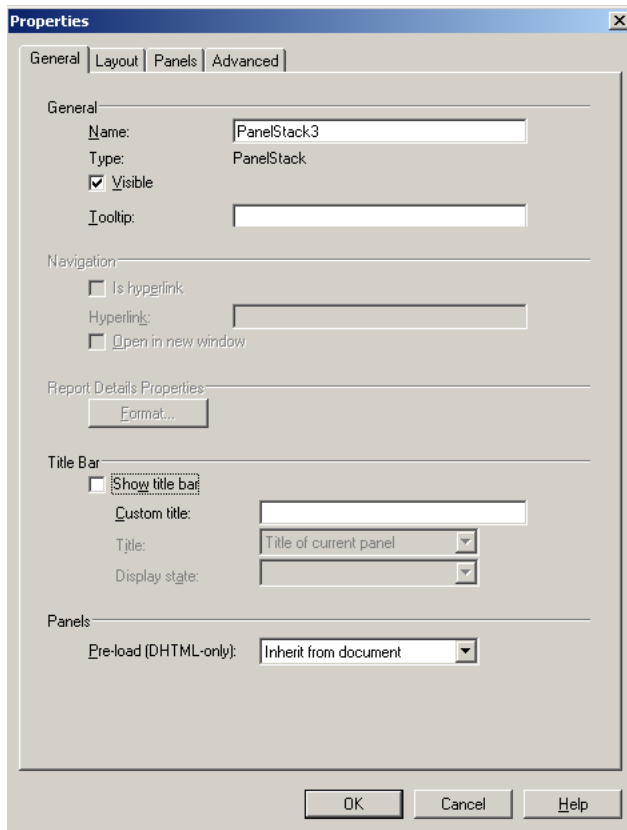 Properties
General Layout Panels Advanced
General
Name: PanelStack3
Type: PanelStack
Visible
Tooltip:
Navigation
Is hyperlink
Hyperlink:
Open in new window
Report Details Properties
Format...
Title Bar
Show title bar
Custom title:
Title: Title of current panel
Display state:
Panels
Pre-load (DHTML-only): Inherit from document
OK Cancel Help